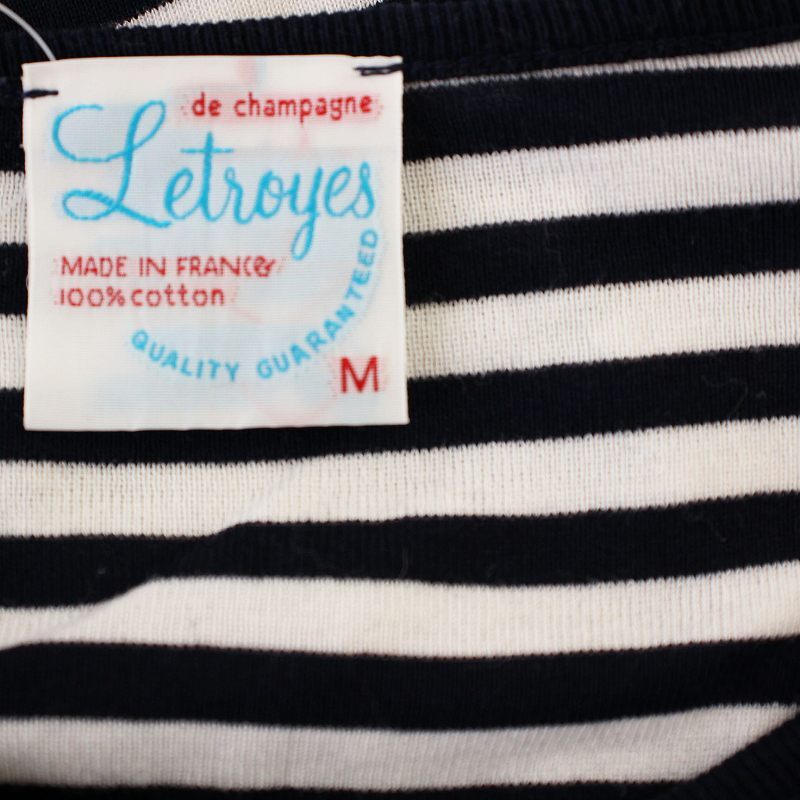 de champagne
Letroyes
MADE IN FRANCE
100% cotton
QUALITY GUARANTEED
M